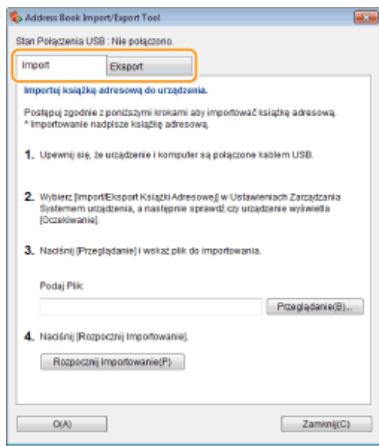 Address Book Import/Export Tool
Stan Połączenia USB : Nie połączono.
Import
Eksport
Importuj książkę adresową do urządzenia.
Postępuj zgodnie z poniższymi krokami aby importować książkę adresową.
* Importowanie nadpisze książkę adresową.
1. Upewnij się, że urządzenie i komputer są połączone kablem USB.
2. Wybierz [Import/Eksport Książki Adresowej] w Ustawieniach Zarządzania
Systemem urządzenia, a następnie sprawdź czy urządzenie wyświetla
[Oczekiwanie].
3. Naciśnij [Przeglądanie] i wskaż plik do importowania.
Podaj Plik:
Przeglądanie(B)...
4. Naciśnij [Rozpocznij Importowanie].
Rozpocznij Importowanie(P)
O(A)
Zamknij(C)